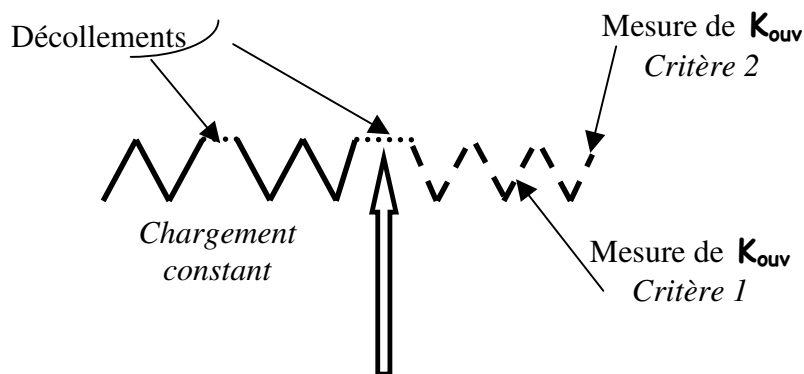 Décollements
Mesure de Kouv
Critère 2
Chargement
constant
Mesure de Kouv
Critère 1